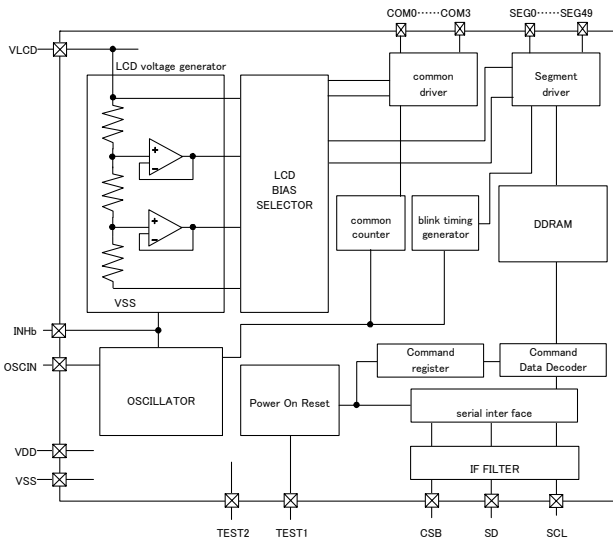 COM0……COM3
SEG0……SEG49
VLCD
LCD voltage generator
common
driver
Segment
driver
LCD
BIAS
SELECTOR
common
counter
blink timing
generator
DDRAM
VSS
INHb
OSCIN
OSCILLATOR
Power On Reset
Command
register
Command
Data Decoder
serial inter face
IF FILTER
VDD
VSS
TEST2
TEST1
CSB
SD
SCL